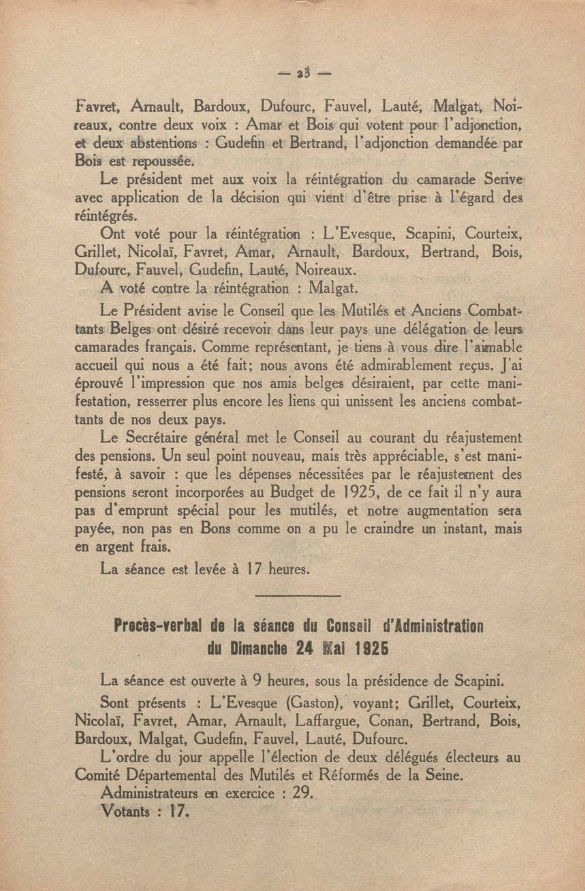 — 23 —
Favret, Arnault, Bardoux, Dufourc, Fauvel, Lauté, Malgat, Noi-
reaux, contre deux voix : Amar et Bois qui votent pour l'adjonction,
et deux abstentions : Gudefin et Bertrand, l'adjonction demandée par
Bois est repoussée.
Le président met aux voix la réintégration du camarade Serive
avec application de la décision qui vient d'être prise à l'égard des
réintégrés.
Ont voté pour la réintégration : L'Evesque, Scapini, Courteix,
Grillet, Nicolaï, Favret, Amar, Arnault, Bardoux, Bertrand, Bois,
Dufourc, Fauvel, Gudefin, Lauté, Noireaux.
A voté contre la réintégration : Malgat.
Le Président avise le Conseil que les Mutilés et Anciens Combat-
tants Belges ont désiré recevoir dans leur pays une délégation de leurs
camarades français. Comme représentant, je tiens à vous dire l'aimable
accueil qui nous a été fait; nous avons été admirablement reçus. J'ai
éprouvé l'impression que nos amis belges désiraient, par cette mani-
festation, resserrer plus encore les liens qui unissent les anciens combat-
tants de nos deux pays.
Le Secrétaire général met le Conseil au courant du réajustement
des pensions. Un seul point nouveau, mais très appréciable, s'est mani-
festé, à savoir : que les dépenses nécessitées par le réajustement des
pensions seront incorporées au Budget de 1925, de ce fait il n'y aura
pas d'emprunt spécial pour les mutilés, et notre augmentation sera
payée, non pas en Bons comme on a pu le craindre un instant, mais
en argent frais.
La séance est levée à 17 heures.
Procès-verbal de la séance du Conseil d'Administration
du Dimanche 24 Mai 1925
La séance est ouverte à 9 heures, sous la présidence de Scapini.
Sont présents : L'Evesque (Gaston), voyant; Grillet, Courteix,
Nicolaï, Favret, Amar, Arnault, Laffargue, Conan, Bertrand, Bois,
Bardoux, Malgat, Gudefin, Fauvel, Lauté, Dufourc.
L'ordre du jour appelle l'élection de deux délégués électeurs au
Comité Départemental des Mutilés et Réformés de la Seine.
Administrateurs en exercice : 29.
Votants : 17.